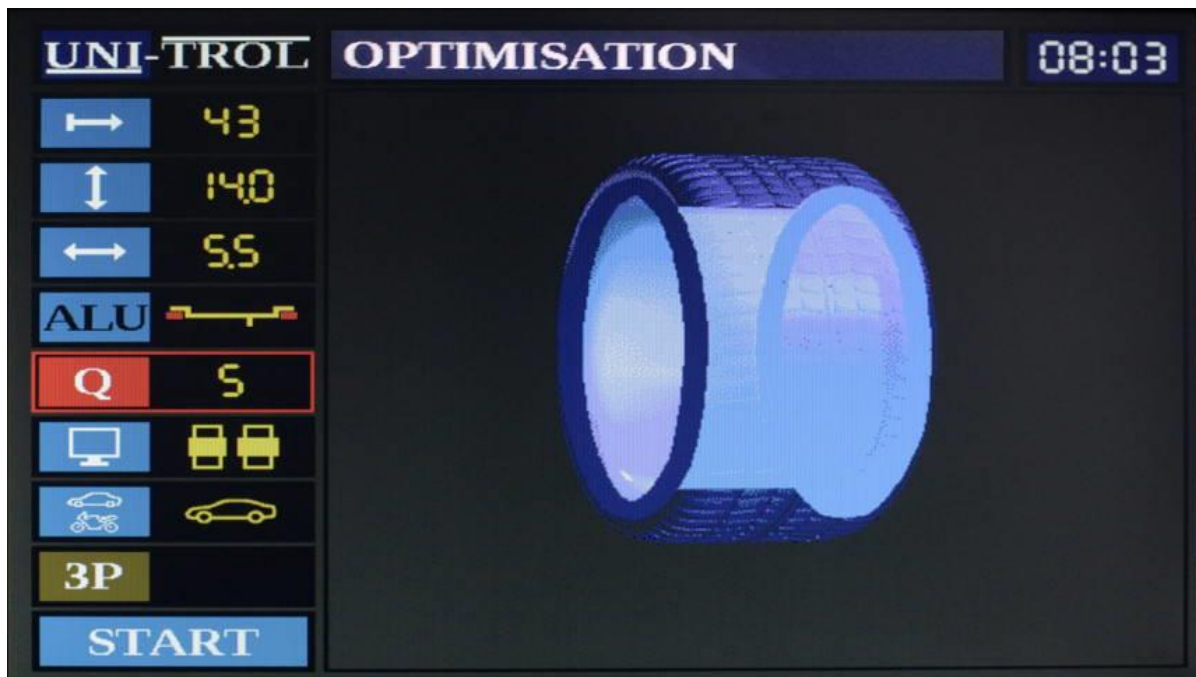 UNI-TROL
OPTIMISATION
08:03
43
14.0
5.5
ALU
Q
5
3P
START